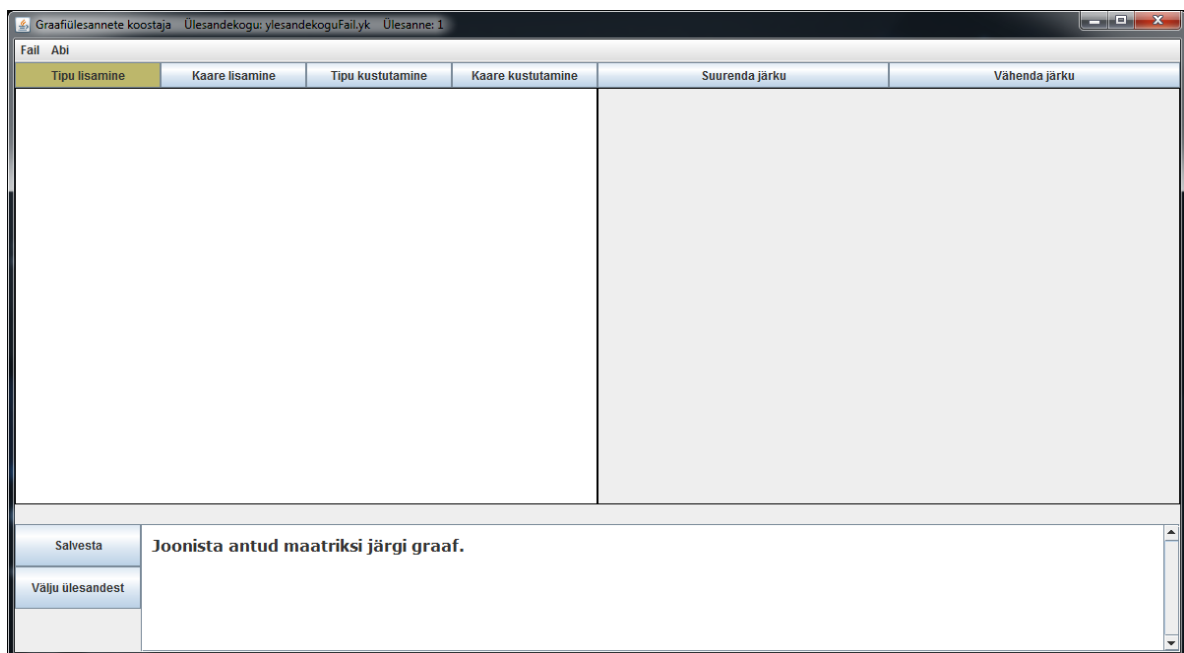 Graafiülesannete koostaja Ülesandekogu: ylesandekoguFail.yk Ülesanne: 1
Fail Abi
Tipu lisamine Kaare lisamine Tipu kustutamine Kaare kustutamine Suurenda järku Vähenda järku
Salvesta
Joonista antud maatriksi järgi graaf.
Välju ülesandest